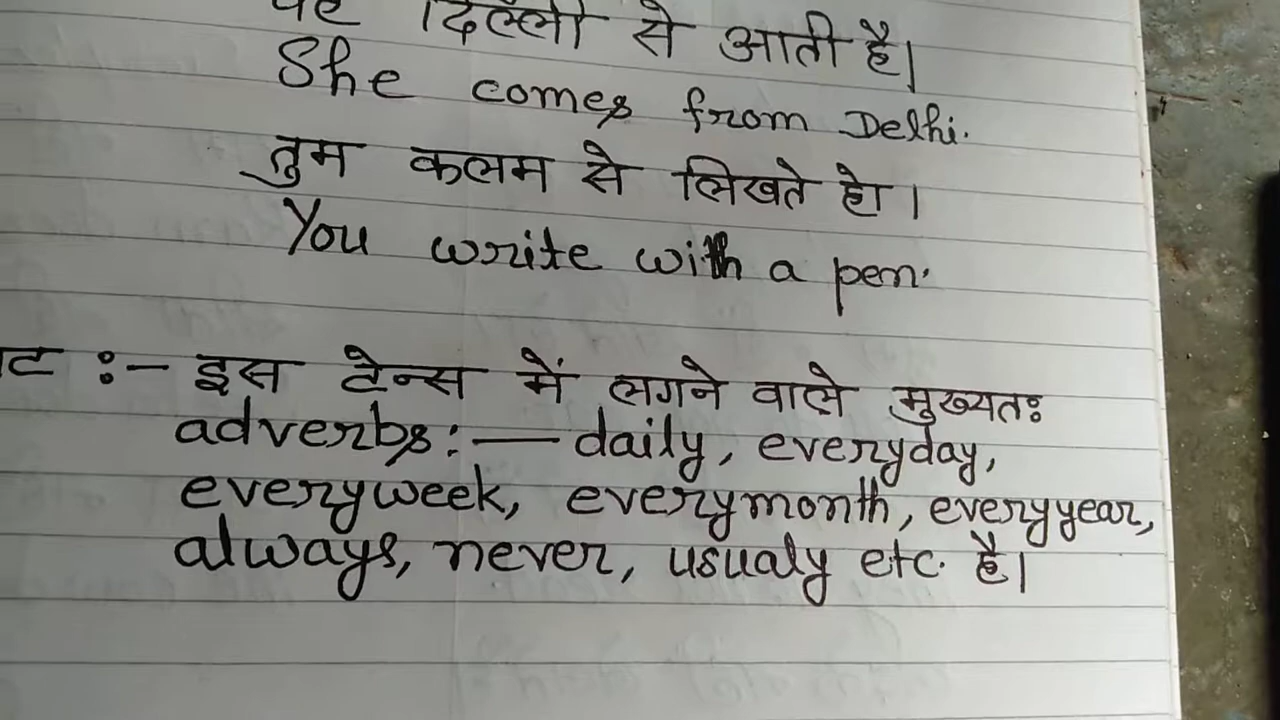 दिल्ली से आती है।
She comes from Delhi.
तुम कलम से लिखते हो।
You write with a pen.
:- इस टेन्स में लगने वाले मुख्यतः
adverbs:— daily, everyday,
everyweek, everymonth, everyyear,
always, never, usualy etc. है।